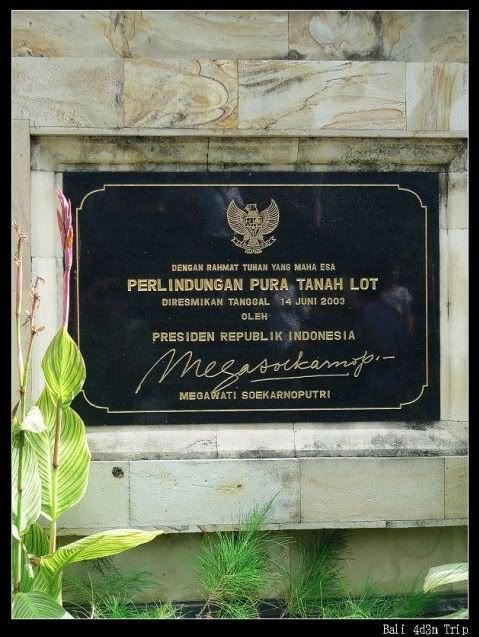 DENGAN RAHMAT TUHAN YANG MAHA ESA
PERLINDUNGAN PURA TANAH LOT
DIRESMIKAN TANGGAL 14 JUNI 2003
OLEH
PRESIDEN REPUBLIK INDONESIA
Megasoekarnop.
MEGAWATI SOEKARNOPUTRI
Bali 4d3n Trip